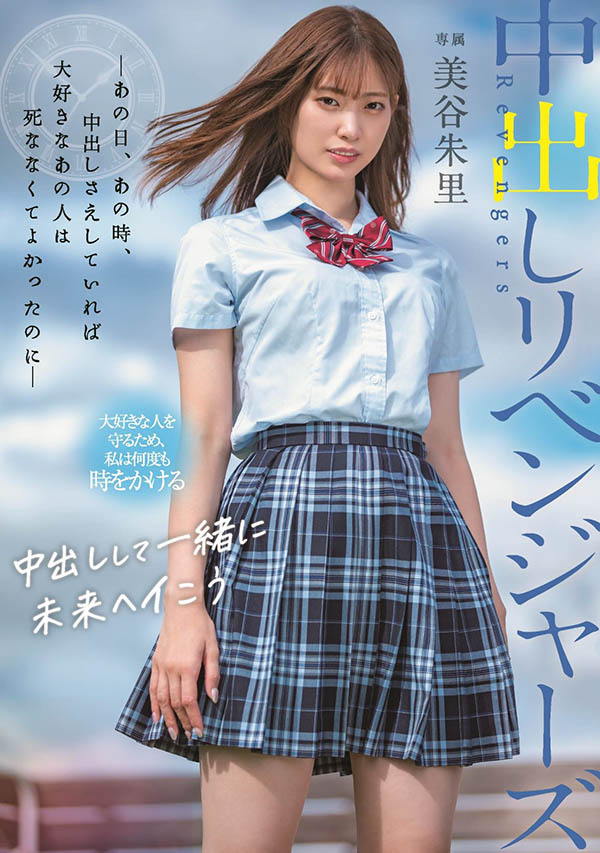 中出しリベンジャーズ
Revengers
専属
美谷朱里
―あの日、あの時、
中出しさえしていれば
大好きなあの人は
死ななくてよかったのに―
大好きな人を
守るため、
私は何度も
時をかける
中出しして一緒に
未来へイこう